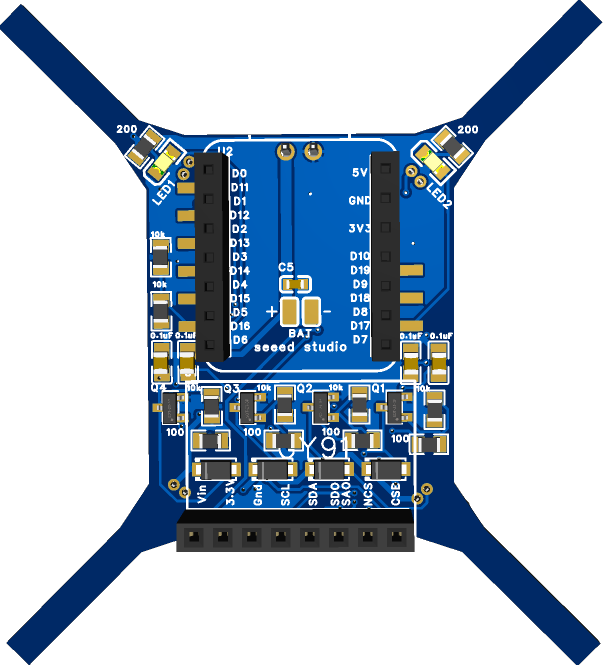 200
200
U2
LED1
LED2
D0
D11
D1
D12
D2
D13
D3
D14
D4
D15
D5
D16
D6
5V
GND
3V3
D10
D19
D9
D18
D8
D17
D7
10k
10k
C5
+ -
BAT
seeed studio
0.1uF
0.1uF
0.1uF
0.1uF
Q4
10k
Q3
10k
Q2
10k
Q1
10k
100
100
100
100
GY91
Vin
3.3V
Gnd
SCL
SDA
SDO
SAOL
NCS
CSE